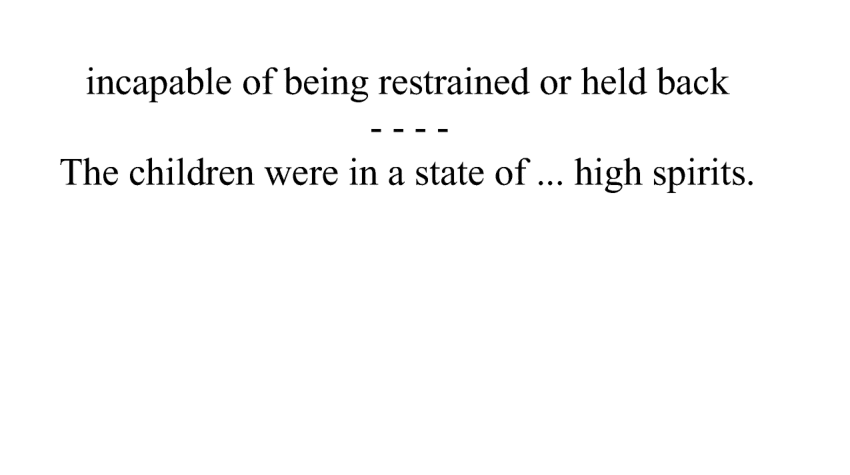 incapable of being restrained or held back
- - - -
The children were in a state of ... high spirits.